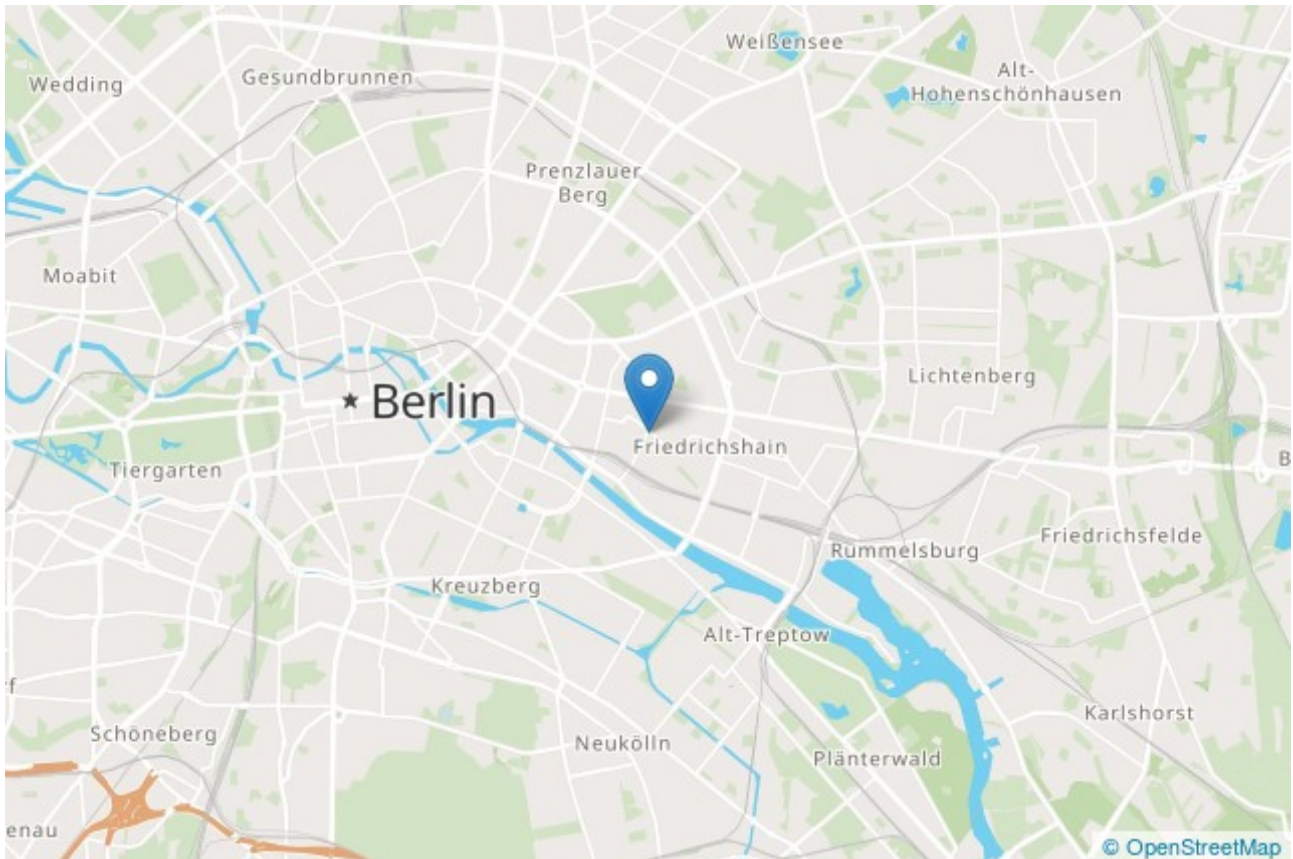 Weißensee
Wedding
Gesundbrunnen
Alt-
Hohenschönhausen
Prenzlauer
Berg
Moabit
Lichtenberg
Berlin
Friedrichshain
Tiergarten
B
Friedrichsfelde
Rummelsburg
Kreuzberg
Alt-Treptow
f
Karlshorst
Schöneberg
Neukölln
Plänterwald
enau
© OpenStreetMap